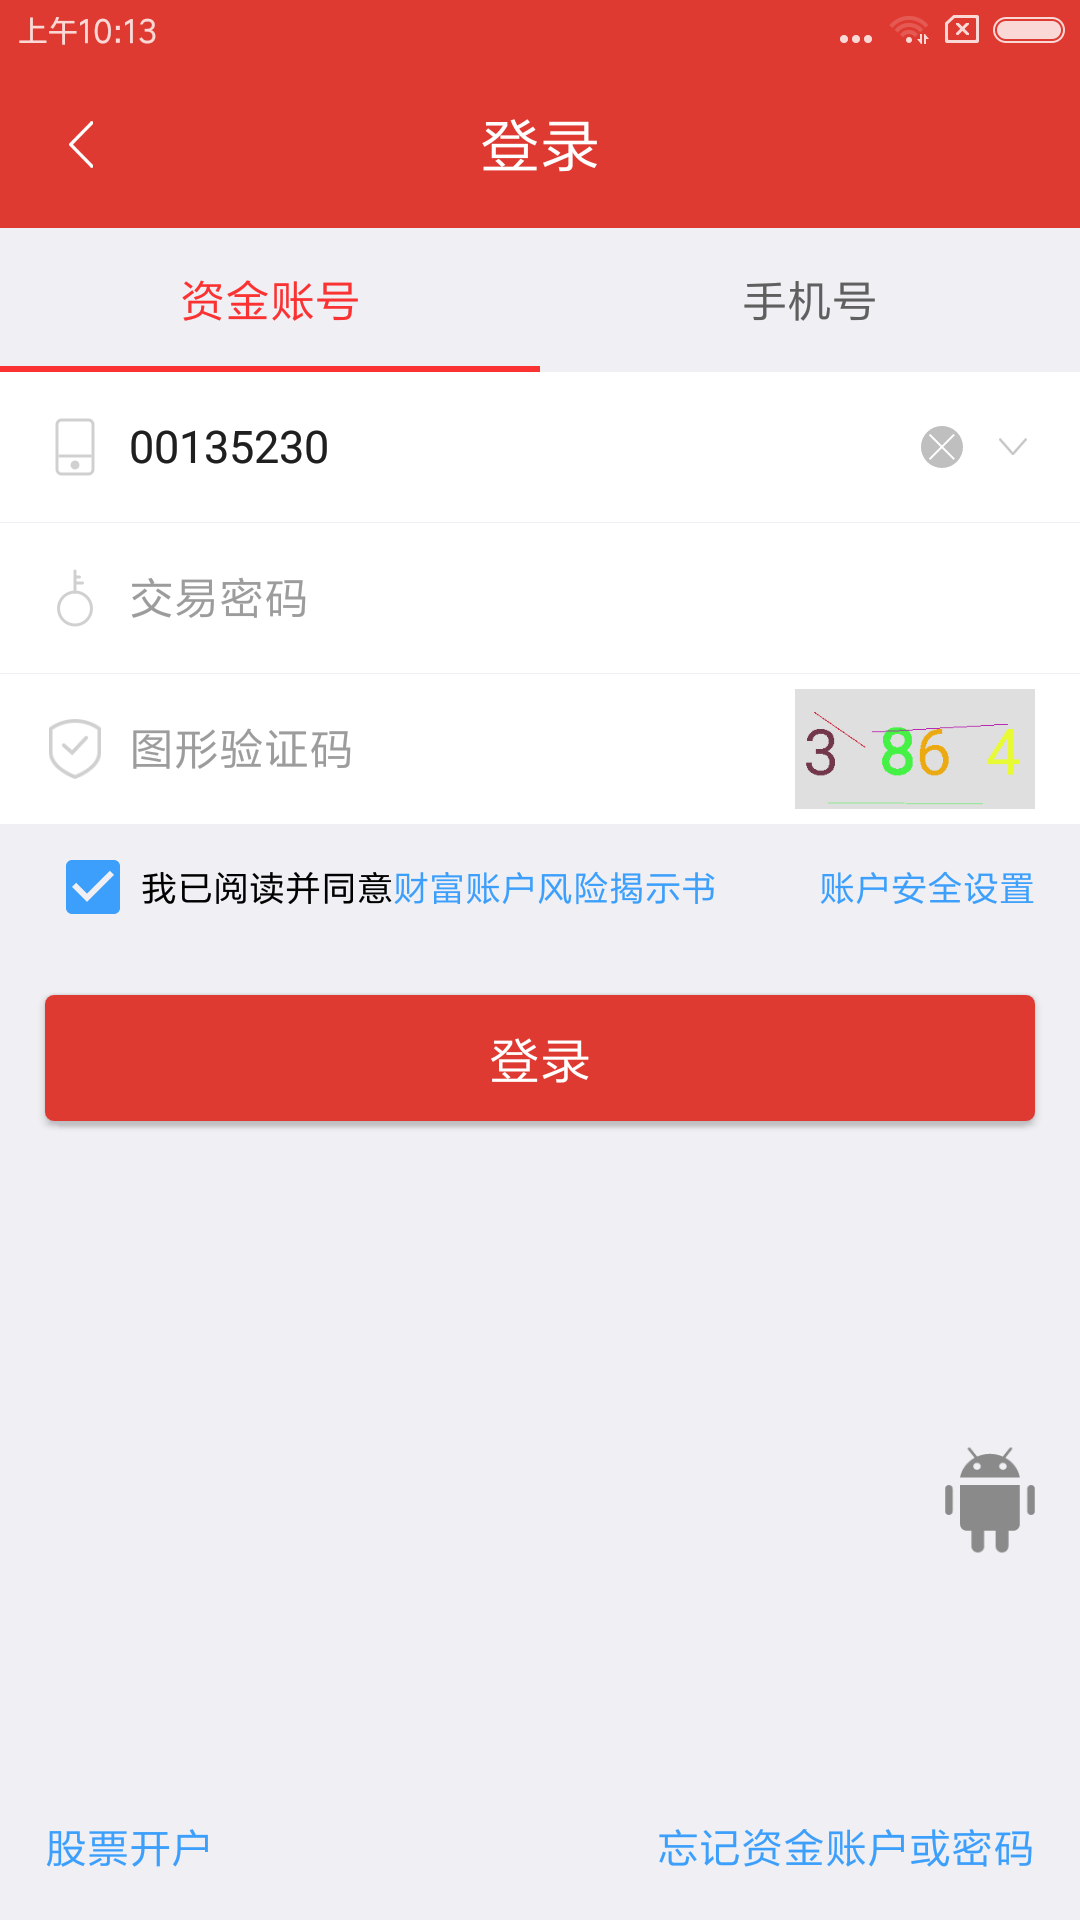 上午10:13
登录
资金账号 手机号
00135230
交易密码
图形验证码 3 86 4
我已阅读并同意财富账户风险揭示书 账户安全设置
登录
股票开户 忘记资金账户或密码